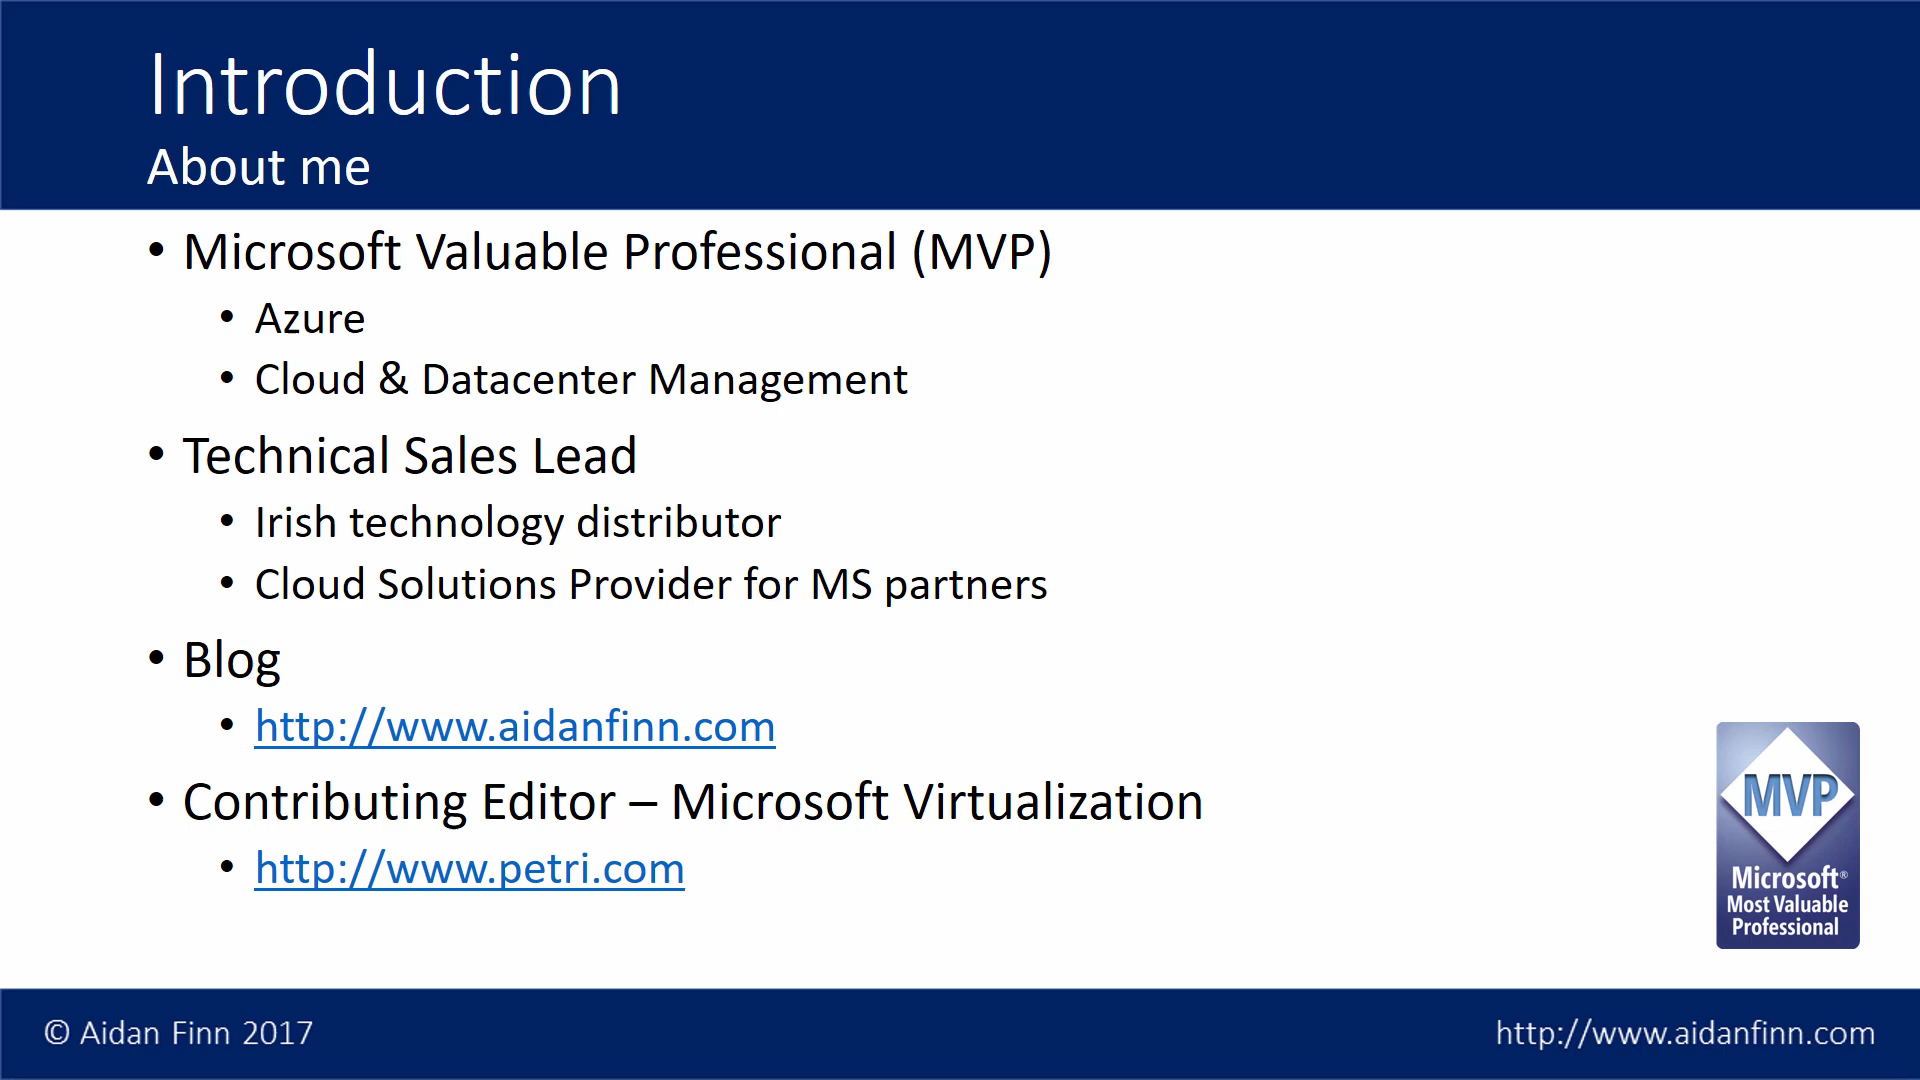 Introduction
About me
• Microsoft Valuable Professional (MVP)
• Azure
• Cloud & Datacenter Management
• Technical Sales Lead
• Irish technology distributor
• Cloud Solutions Provider for MS partners
• Blog
• http://www.aidanfinn.com
• Contributing Editor – Microsoft Virtualization
• http://www.petri.com
MVP
Microsoft®
Most Valuable
Professional
© Aidan Finn 2017
http://www.aidanfinn.com